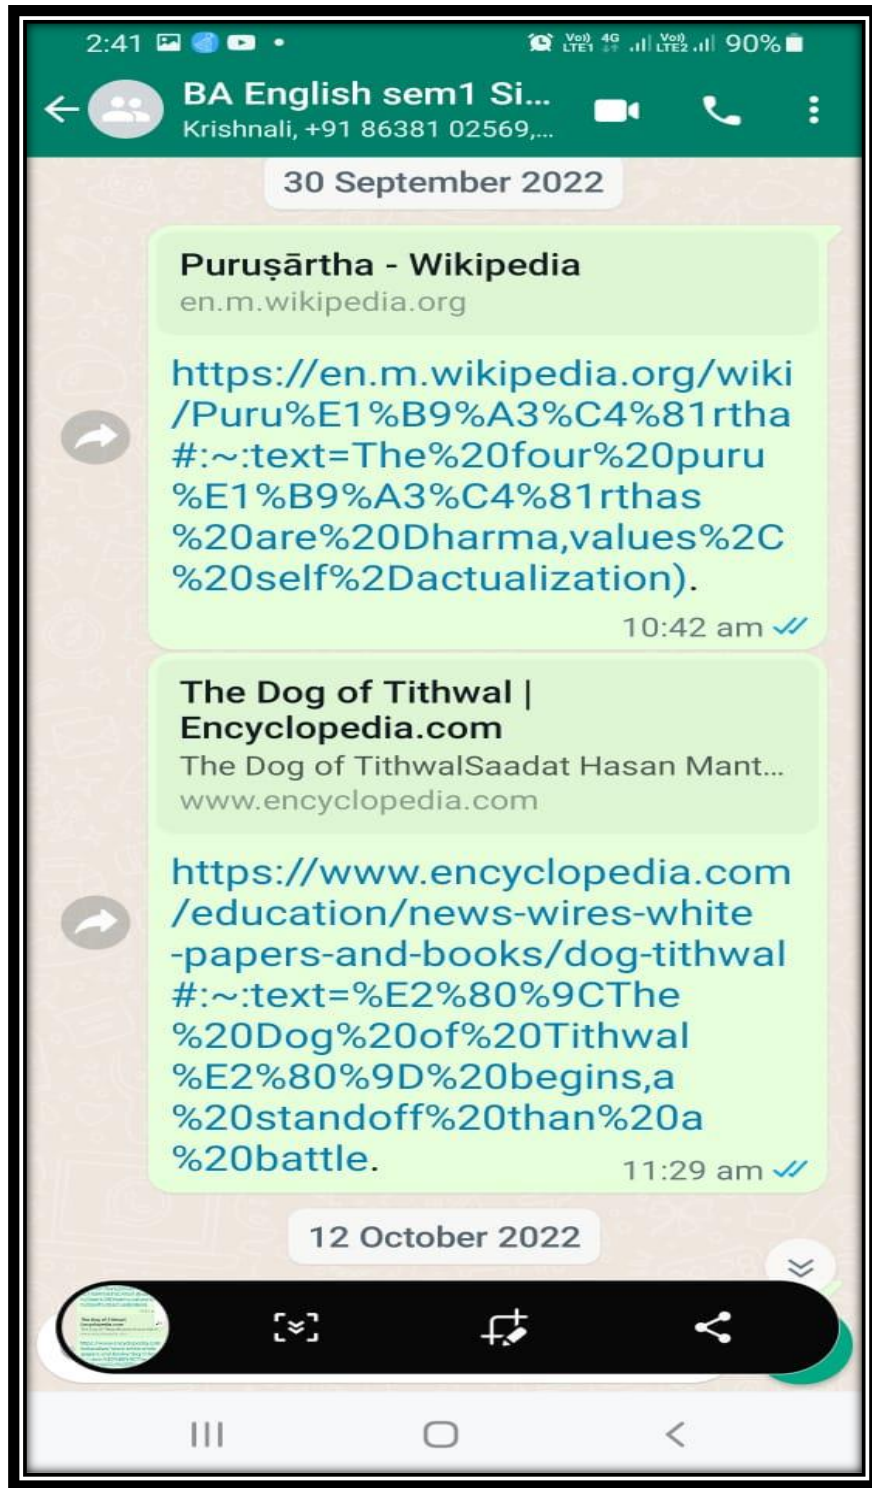 2:41 VoI) LTE1 4G VoI) LTE2 90%
BA English sem1 Si...
Krishnali, +91 86381 02569,...
30 September 2022
Puruṣārtha - Wikipedia
en.m.wikipedia.org
https://en.m.wikipedia.org/wiki
/Puru%E1%B9%A3%C4%81rtha
#:~:text=The%20four%20puru
%E1%B9%A3%C4%81rthas
%20are%20Dharma,values%2C
%20self%2Dactualization).
10:42 am
The Dog of Tithwal |
Encyclopedia.com
The Dog of TithwalSaadat Hasan Mant...
www.encyclopedia.com
https://www.encyclopedia.com
/education/news-wires-white
-papers-and-books/dog-tithwal
#:~:text=%E2%80%9CThe
%20Dog%20of%20Tithwal
%E2%80%9D%20begins,a
%20standoff%20than%20a
%20battle.
11:29 am
12 October 2022